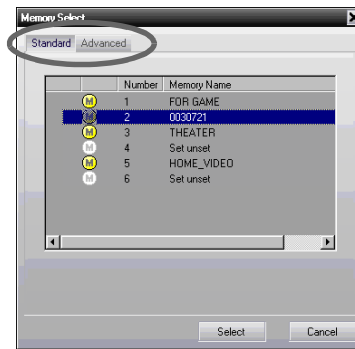 Memory Select
Standard Advanced
Number Memory Name
M 1 FOR GAME
M 2 0030721
M 3 THEATER
M 4 Set unset
M 5 HOME_VIDEO
M 6 Set unset
Select Cancel